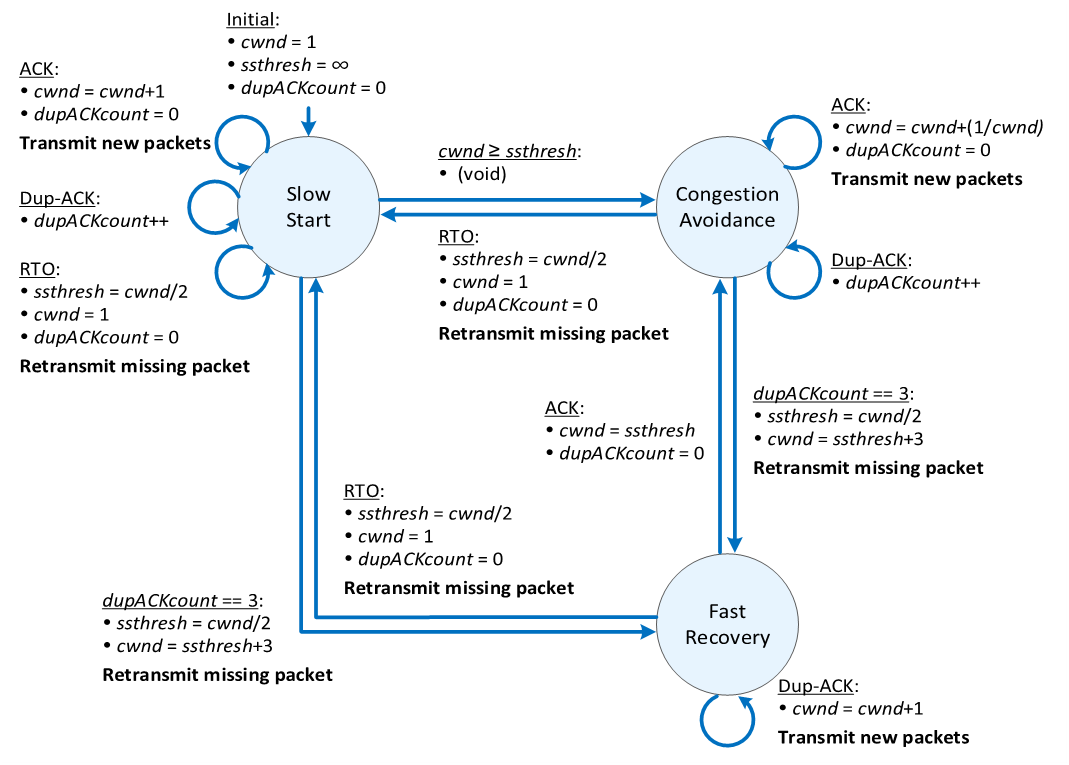 Initial:
• cwnd = 1
• ssthresh = ∞
• dupACKcount = 0
ACK:
• cwnd = cwnd+1
• dupACKcount = 0
Transmit new packets
Dup-ACK:
• dupACKcount++
RTO:
• ssthresh = cwnd/2
• cwnd = 1
• dupACKcount = 0
Retransmit missing packet
Slow
Start
cwnd ≥ ssthresh:
• (void)
RTO:
• ssthresh = cwnd/2
• cwnd = 1
• dupACKcount = 0
Retransmit missing packet
Congestion
Avoidance
ACK:
• cwnd = cwnd+(1/cwnd)
• dupACKcount = 0
Transmit new packets
Dup-ACK:
• dupACKcount++
ACK:
• cwnd = ssthresh
• dupACKcount = 0
dupACKcount == 3:
• ssthresh = cwnd/2
• cwnd = ssthresh+3
Retransmit missing packet
RTO:
• ssthresh = cwnd/2
• cwnd = 1
• dupACKcount = 0
Retransmit missing packet
dupACKcount == 3:
• ssthresh = cwnd/2
• cwnd = ssthresh+3
Retransmit missing packet
Fast
Recovery
Dup-ACK:
• cwnd = cwnd+1
Transmit new packets